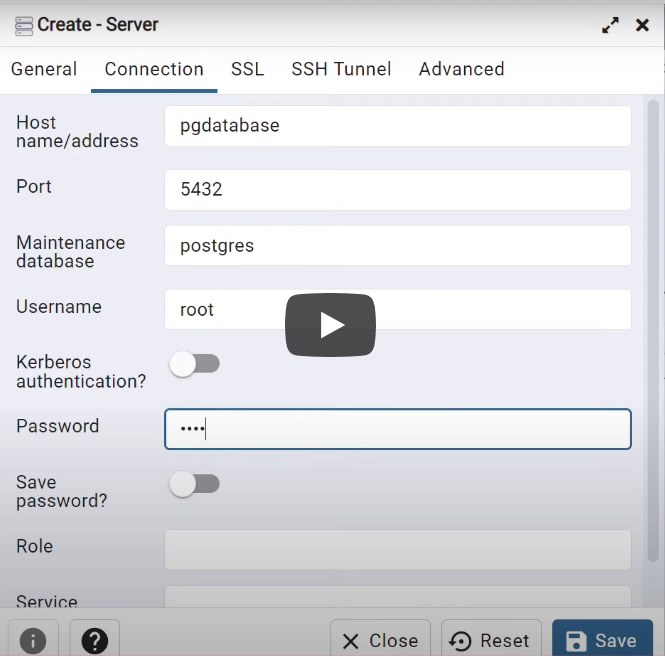 Create - Server
General Connection SSL SSH Tunnel Advanced
Host
name/address
pgdatabase
Port
5432
Maintenance
database
postgres
Username
root
Kerberos
authentication?
Password
••••
Save
password?
Role
Service
Close Reset Save